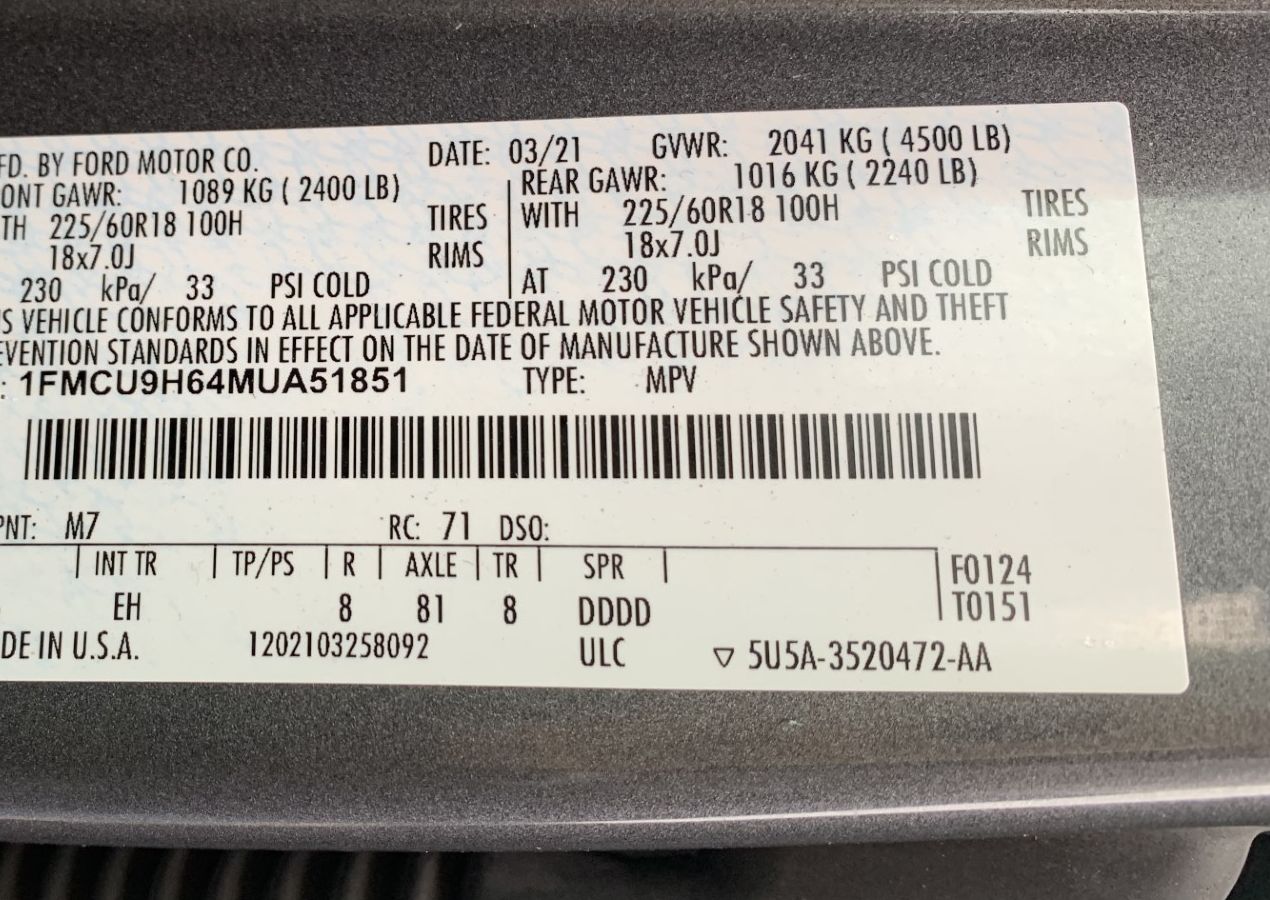 FD. BY FORD MOTOR CO. DATE: 03/21 GVWR: 2041 KG ( 4500 LB)
ONT GAWR: 1089 KG ( 2400 LB) REAR GAWR: 1016 KG ( 2240 LB)
TH 225/60R18 100H TIRES WITH 225/60R18 100H TIRES
18x7.0J RIMS 18x7.0J RIMS
230 kPa/ 33 PSI COLD AT 230 kPa/ 33 PSI COLD
S VEHICLE CONFORMS TO ALL APPLICABLE FEDERAL MOTOR VEHICLE SAFETY AND THEFT
EVENTION STANDARDS IN EFFECT ON THE DATE OF MANUFACTURE SHOWN ABOVE.
: 1FMCU9H64MUA51851 TYPE: MPV
PNT: M7 RC: 71 DSO:
INT TR TP/PS R AXLE TR SPR F0124
EH 8 81 8 DDDD T0151
DE IN U.S.A. 1202103258092 ULC ▽ 5U5A-3520472-AA